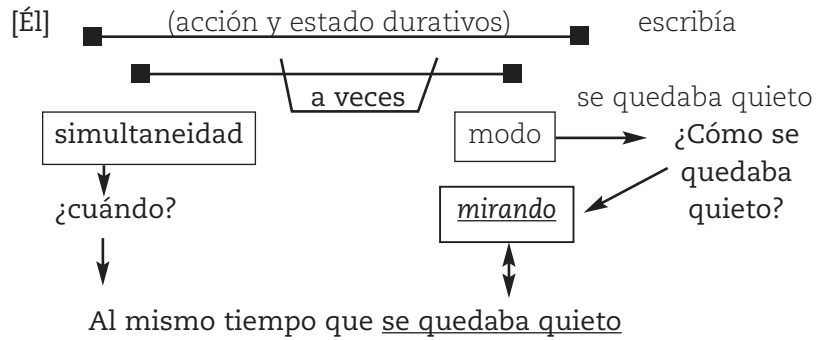 [Él] (acción y estado durativos) escribía
a veces
se quedaba quieto
simultaneidad modo ¿Cómo se
quedaba
¿cuándo? mirando quieto?
Al mismo tiempo que se quedaba quieto